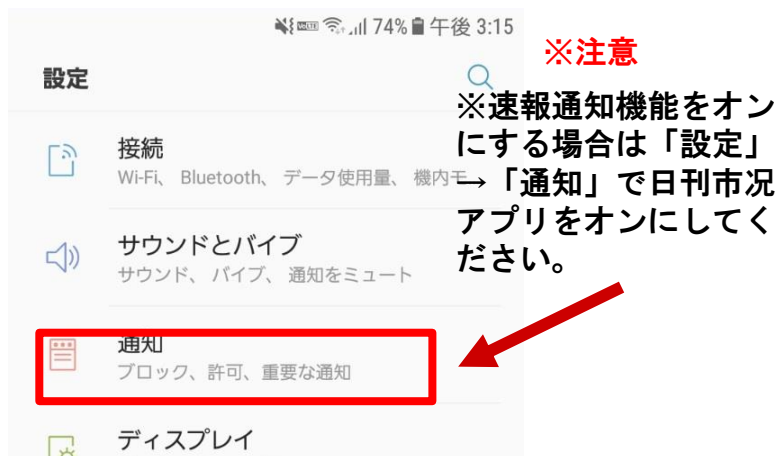 74% 午後 3:15
※注意
設定
※速報通知機能をオン
にする場合は「設定」
→「通知」で日刊市況
アプリをオンにしてく
ださい。
接続
Wi-Fi、 Bluetooth、 データ使用量、 機内モ
サウンドとバイブ
サウンド、 バイブ、 通知をミュート
通知
ブロック、許可、重要な通知
ディスプレイ